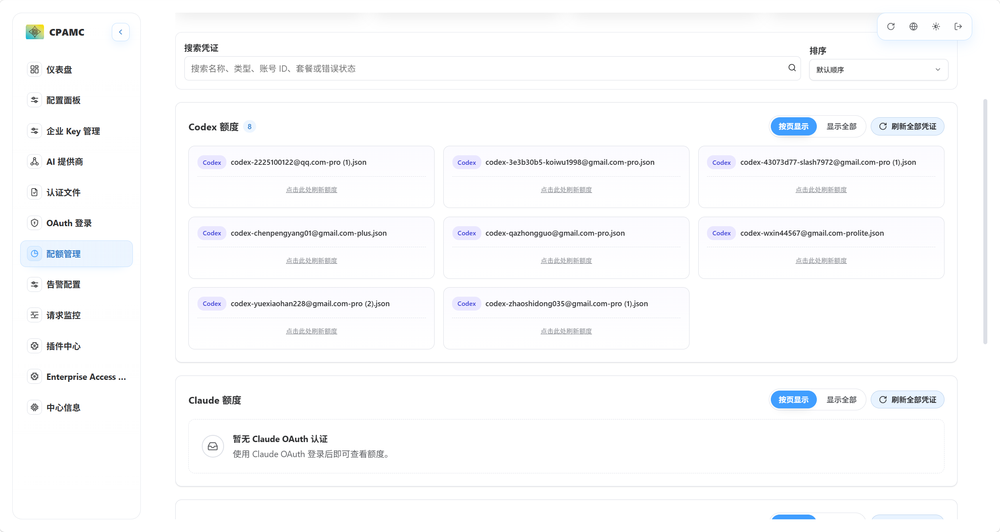 CPAMC
仪表盘
配置面板
企业 Key 管理
AI 提供商
认证文件
OAuth 登录
配额管理
告警配置
请求监控
插件中心
Enterprise Access ...
中心信息
搜索凭证
搜索名称、类型、账号 ID、套餐或错误状态
排序
默认顺序
Codex 额度 8
按页显示 显示全部 刷新全部凭证
Codex codex-2225100122@qq.com-pro (1).json
点击此处刷新额度
Codex codex-3e3b30b5-koiwu1998@gmail.com-pro.json
点击此处刷新额度
Codex codex-43073d77-slash7972@gmail.com-pro (1).json
点击此处刷新额度
Codex codex-chenpengyang01@gmail.com-plus.json
点击此处刷新额度
Codex codex-qazhongguo@gmail.com-pro.json
点击此处刷新额度
Codex codex-wxin44567@gmail.com-prolite.json
点击此处刷新额度
Codex codex-yuexiaohan228@gmail.com-pro (2).json
点击此处刷新额度
Codex codex-zhaoshidong035@gmail.com-pro (1).json
点击此处刷新额度
Claude 额度
按页显示 显示全部 刷新全部凭证
暂无 Claude OAuth 认证
使用 Claude OAuth 登录后即可查看额度。